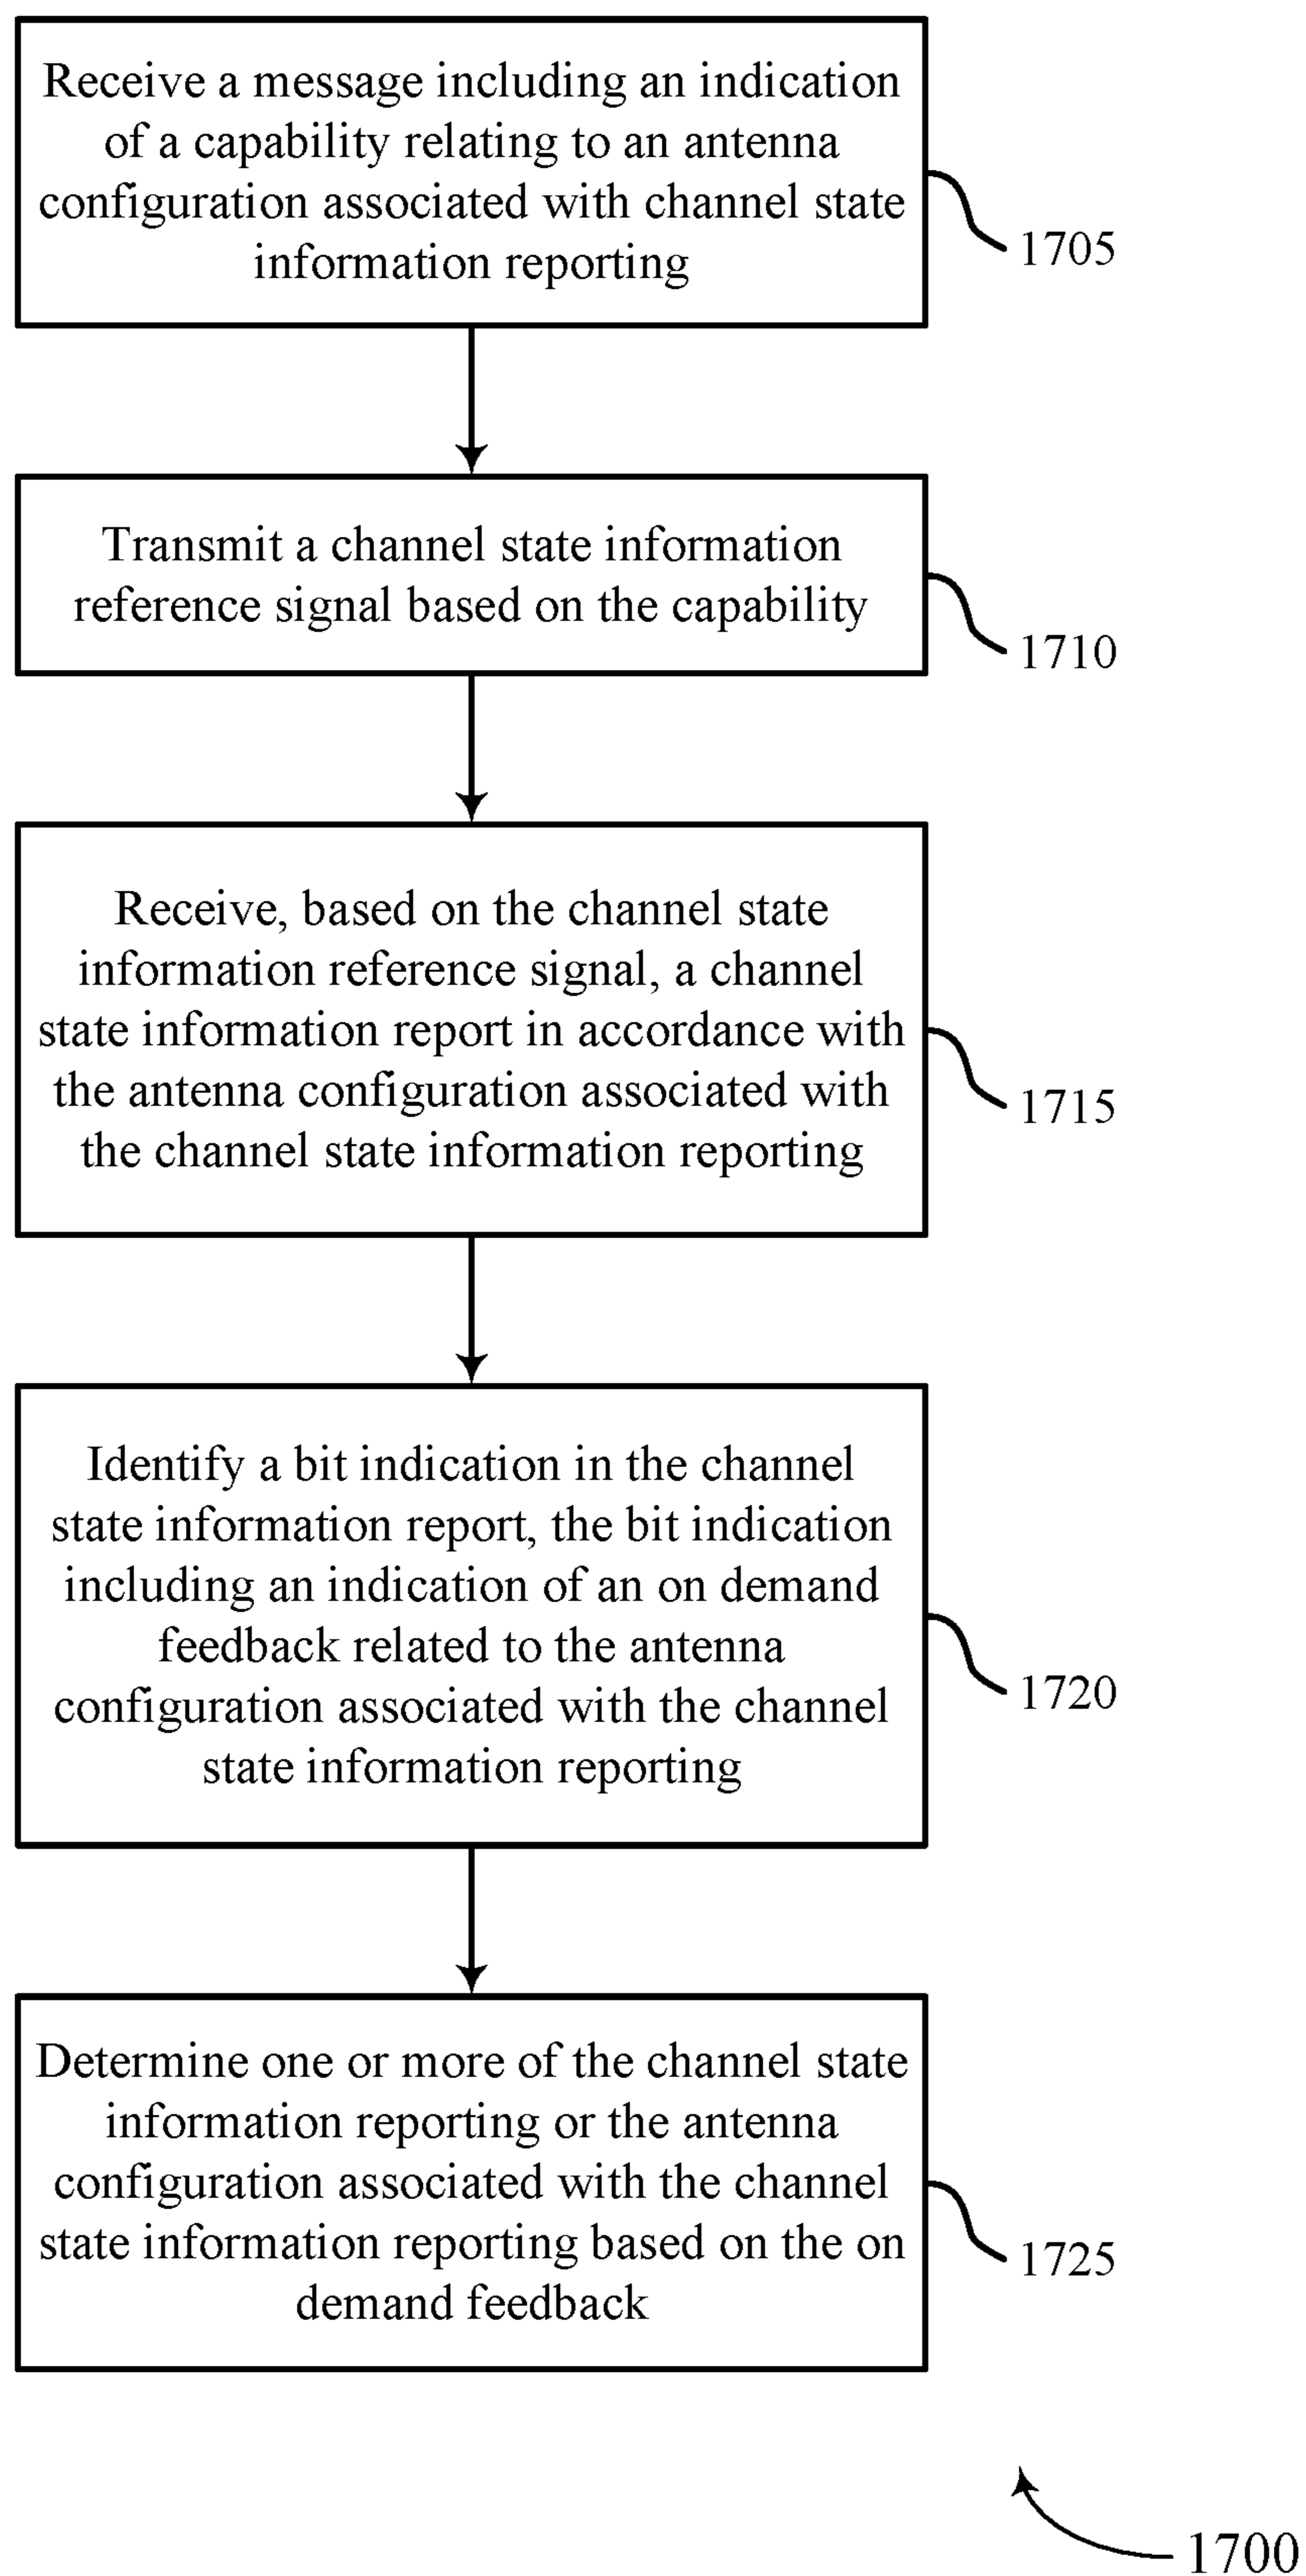 Receive a message including an indication
of a capability relating to an antenna
configuration associated with channel state
information reporting
1705
Transmit a channel state information
reference signal based on the capability
1710
Receive, based on the channel state
information reference signal, a channel
state information report in accordance with
the antenna configuration associated with
the channel state information reporting
1715
Identify a bit indication in the channel
state information report, the bit indication
including an indication of an on demand
feedback related to the antenna
configuration associated with the channel
state information reporting
1720
Determine one or more of the channel state
information reporting or the antenna
configuration associated with the channel
state information reporting based on the on
demand feedback
1725
1700